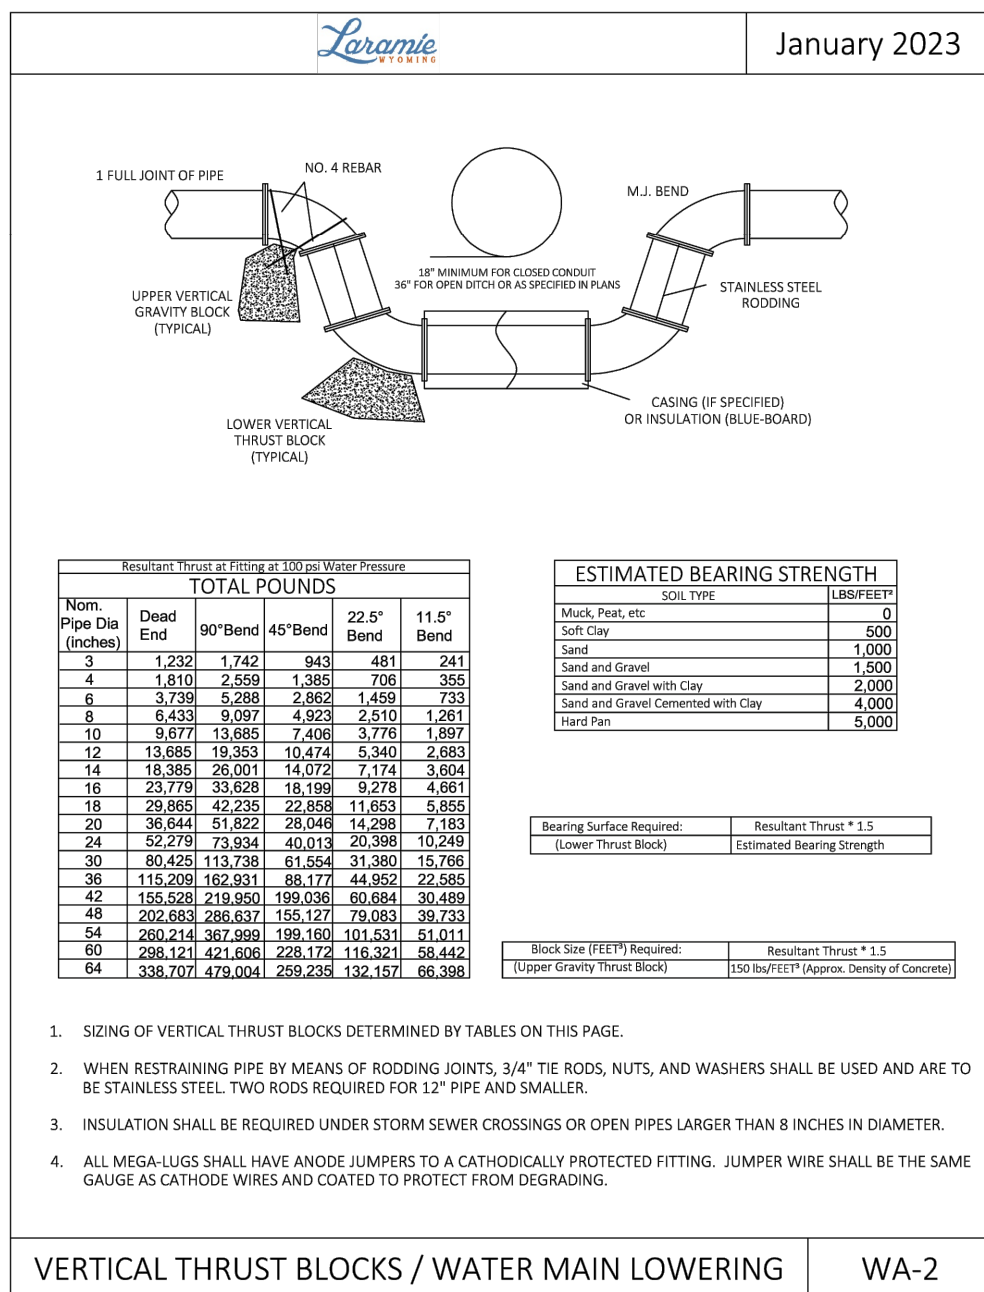 Laramie
WYOMING
January 2023
1 FULL JOINT OF PIPE
NO. 4 REBAR
M.J. BEND
18" MINIMUM FOR CLOSED CONDUIT
36" FOR OPEN DITCH OR AS SPECIFIED IN PLANS
UPPER VERTICAL
GRAVITY BLOCK
(TYPICAL)
STAINLESS STEEL
RODDING
LOWER VERTICAL
THRUST BLOCK
(TYPICAL)
CASING (IF SPECIFIED)
OR INSULATION (BLUE-BOARD)
Resultant Thrust at Fitting at 100 psi Water Pressure
TOTAL POUNDS
Nom. Pipe Dia (inches) Dead End 90°Bend 45°Bend 22.5° Bend 11.5° Bend
3 1,232 1,742 943 481 241
4 1,810 2,559 1,385 706 355
6 3,739 5,288 2,862 1,459 733
8 6,433 9,097 4,923 2,510 1,261
10 9,677 13,685 7,406 3,776 1,897
12 13,685 19,353 10,474 5,340 2,683
14 18,385 26,001 14,072 7,174 3,604
16 23,779 33,628 18,199 9,278 4,661
18 29,865 42,235 22,858 11,653 5,855
20 36,644 51,822 28,046 14,298 7,183
24 52,279 73,934 40,013 20,398 10,249
30 80,425 113,738 61,554 31,380 15,766
36 115,209 162,931 88,177 44,952 22,585
42 155,528 219,950 199,036 60,684 30,489
48 202,683 286,637 155,127 79,083 39,733
54 260,214 367,999 199,160 101,531 51,011
60 298,121 421,606 228,172 116,321 58,442
64 338,707 479,004 259,235 132,157 66,398
ESTIMATED BEARING STRENGTH
SOIL TYPE LBS/FEET²
Muck, Peat, etc 0
Soft Clay 500
Sand 1,000
Sand and Gravel 1,500
Sand and Gravel with Clay 2,000
Sand and Gravel Cemented with Clay 4,000
Hard Pan 5,000
Bearing Surface Required: Resultant Thrust * 1.5
(Lower Thrust Block) Estimated Bearing Strength
Block Size (FEET³) Required: Resultant Thrust * 1.5
(Upper Gravity Thrust Block) 150 lbs/FEET³ (Approx. Density of Concrete)
1. SIZING OF VERTICAL THRUST BLOCKS DETERMINED BY TABLES ON THIS PAGE.
2. WHEN RESTRAINING PIPE BY MEANS OF RODDING JOINTS, 3/4" TIE RODS, NUTS, AND WASHERS SHALL BE USED AND ARE TO
BE STAINLESS STEEL. TWO RODS REQUIRED FOR 12" PIPE AND SMALLER.
3. INSULATION SHALL BE REQUIRED UNDER STORM SEWER CROSSINGS OR OPEN PIPES LARGER THAN 8 INCHES IN DIAMETER.
4. ALL MEGA-LUGS SHALL HAVE ANODE JUMPERS TO A CATHODICALLY PROTECTED FITTING. JUMPER WIRE SHALL BE THE SAME
GAUGE AS CATHODE WIRES AND COATED TO PROTECT FROM DEGRADING.
VERTICAL THRUST BLOCKS / WATER MAIN LOWERING
WA-2